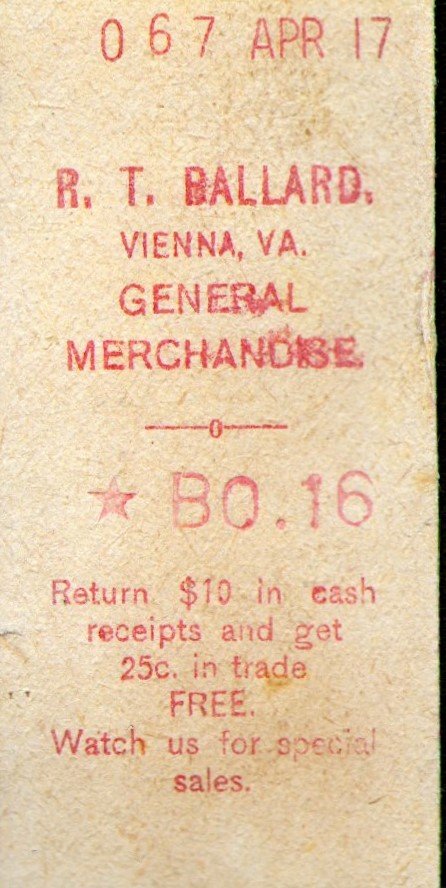 067 APR 17
R. T. BALLARD.
VIENNA, VA.
GENERAL
MERCHANDISE
0
★ B0.16
Return $10 in cash
receipts and get
25c. in trade
FREE.
Watch us for special
sales.